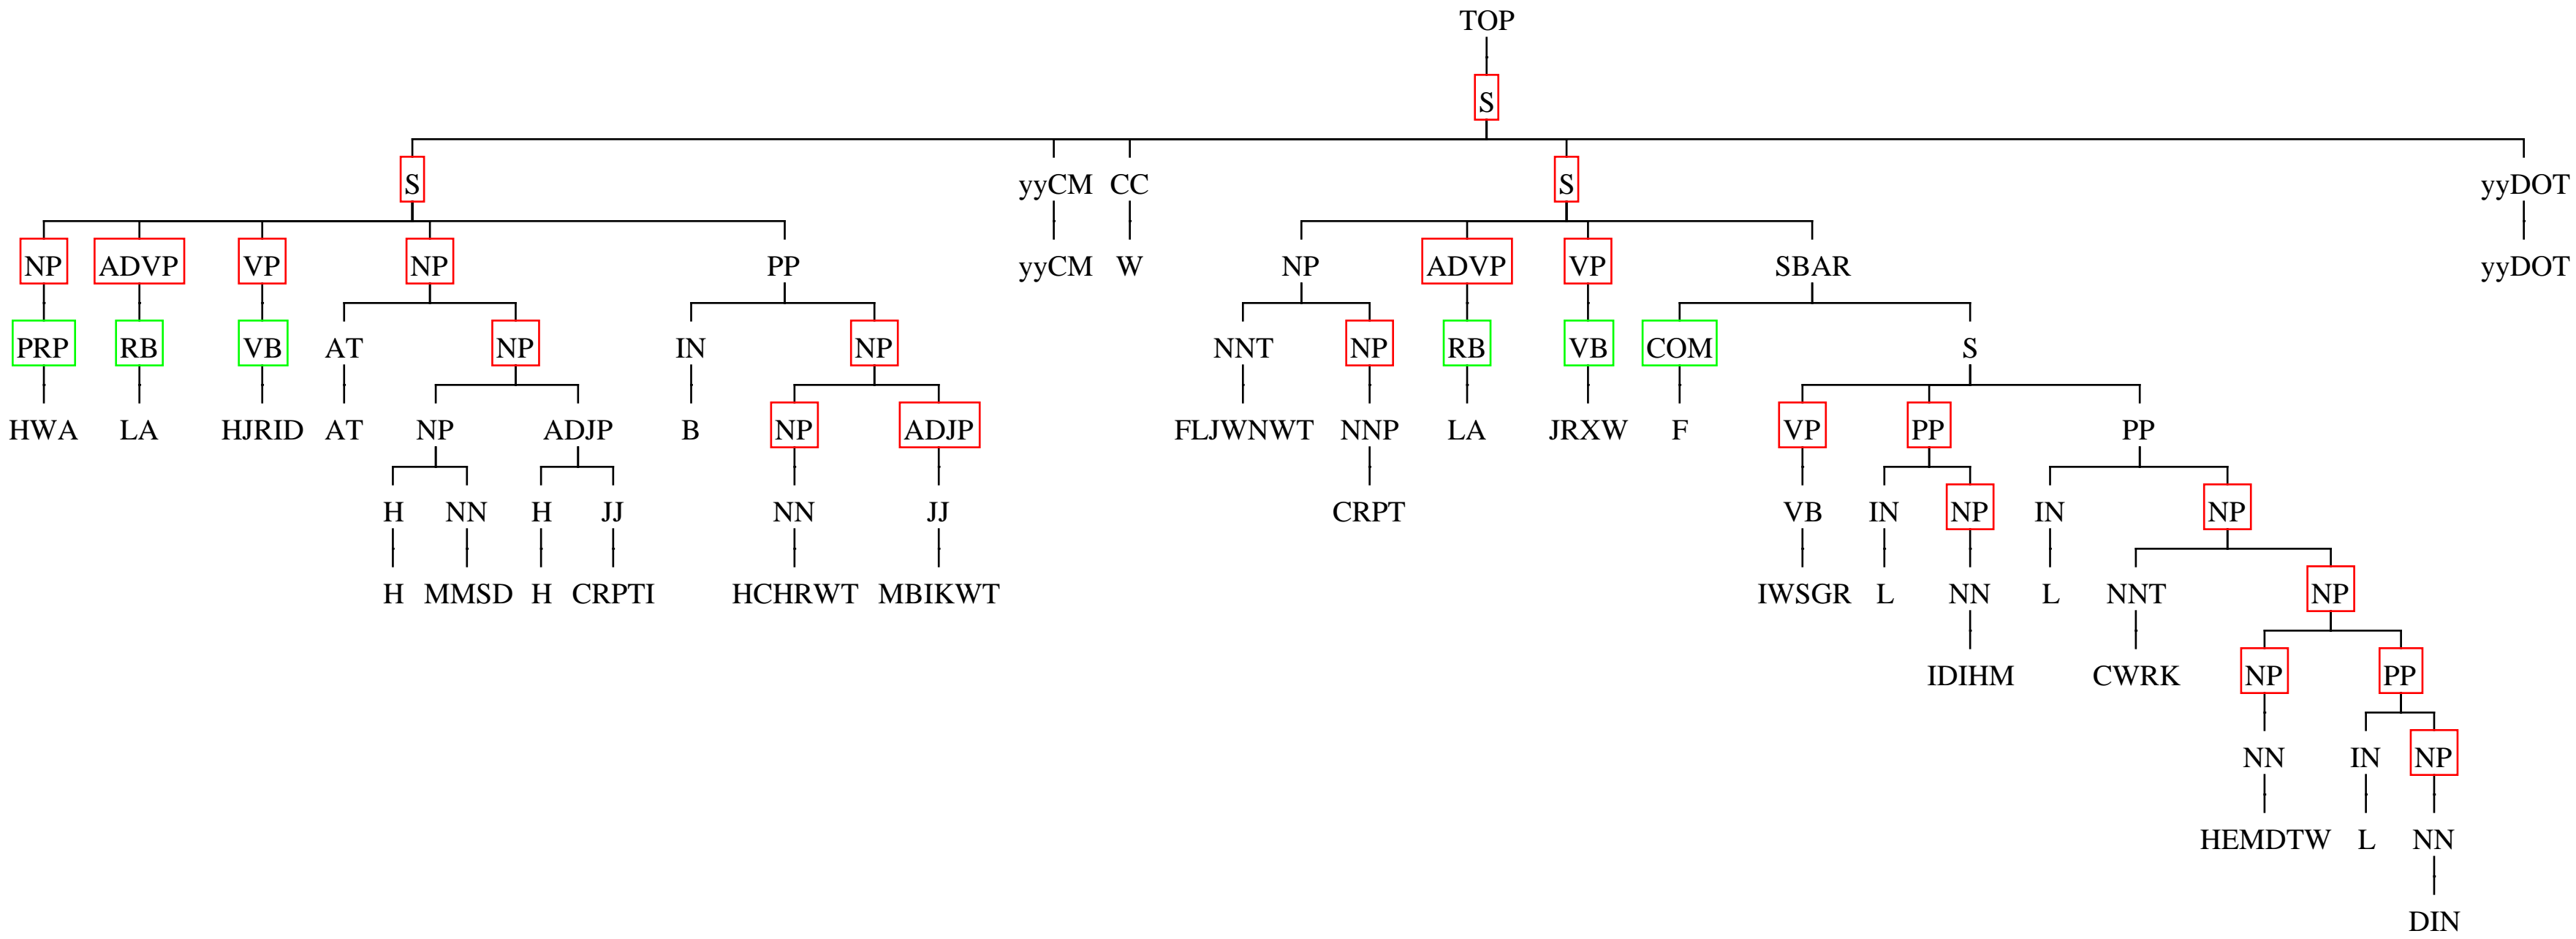 TOP
S
S yyCM CC S yyDOT
NP ADVP VP NP PP yyCM W NP ADVP VP SBAR yyDOT
PRP RB VB AT NP IN NP NNT NP RB VB COM S
HWA LA HJRID AT NP ADJP B NP ADJP FLJWNWT NNP LA JRXW F VP PP PP
H NN H JJ NN JJ CRPT VB IN NP IN NP
H MMSD H CRPTI HCHRWT MBIKWT IWSGR L NN L NNT NP
IDIHM CWRK NP PP
NN IN NP
HEMDTW L NN
DIN